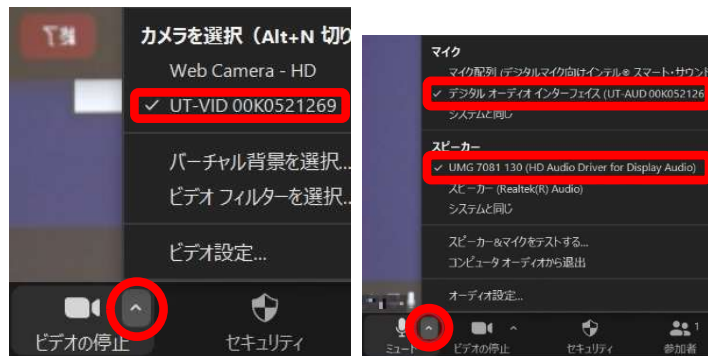 カメラを選択（Alt+N 切り
Web Camera - HD
✓ UT-VID 00K0521269
バーチャル背景を選択...
ビデオ フィルターを選択..
ビデオ設定...
ビデオの停止
セキュリティ
マイク
マイク配列 (デジタルマイク向けインテル® スマート・サウンド
✓ デジタル オーディオ インターフェイス (UT-AUD 00K052126
システムと同じ
スピーカー
✓ UMG 7081 130 (HD Audio Driver for Display Audio)
スピーカー (Realtek(R) Audio)
システムと同じ
スピーカー&マイクをテストする...
コンピュータ オーディオから退出
オーディオ設定...
ミュート
ビデオの停止
セキュリティ
1
参加者